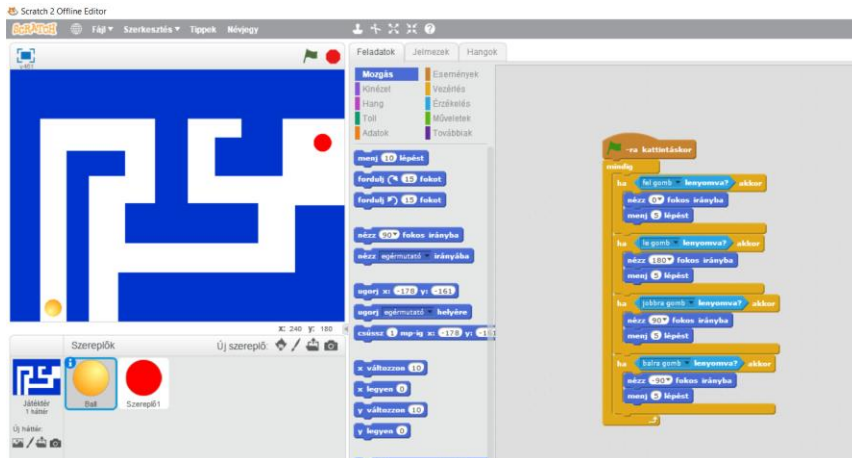 Scratch 2 Offline Editor
SCRATCH Fájl Szerkesztés Tippek Névjegy
v461
Feladatok Jelmezek Hangok
Mozgás Események
Kinézet Vezérlés
Hang Érzékelés
Toll Műveletek
Adatok Továbbiak
menj 10 lépést
fordulj 15 fokot
fordulj 15 fokot
nézz 90 fokos irányba
nézz egérmutató irányába
ugorj x: -178 y: -161
ugorj egérmutató helyére
csússz 1 mp-ig x: -178 y: -161
x változzon 10
x legyen 0
y változzon 10
y legyen 0
-ra kattintáskor
mindig
ha fel gomb lenyomva? akkor
nézz 0 fokos irányba
menj 5 lépést
ha le gomb lenyomva? akkor
nézz 180 fokos irányba
menj 5 lépést
ha jobbra gomb lenyomva? akkor
nézz 90 fokos irányba
menj 5 lépést
ha balra gomb lenyomva? akkor
nézz -90 fokos irányba
menj 5 lépést
x: 240 y: 180
Szereplők Új szereplő:
Játéktér
1 háttér
Új háttér:
Ball
Szereplő1